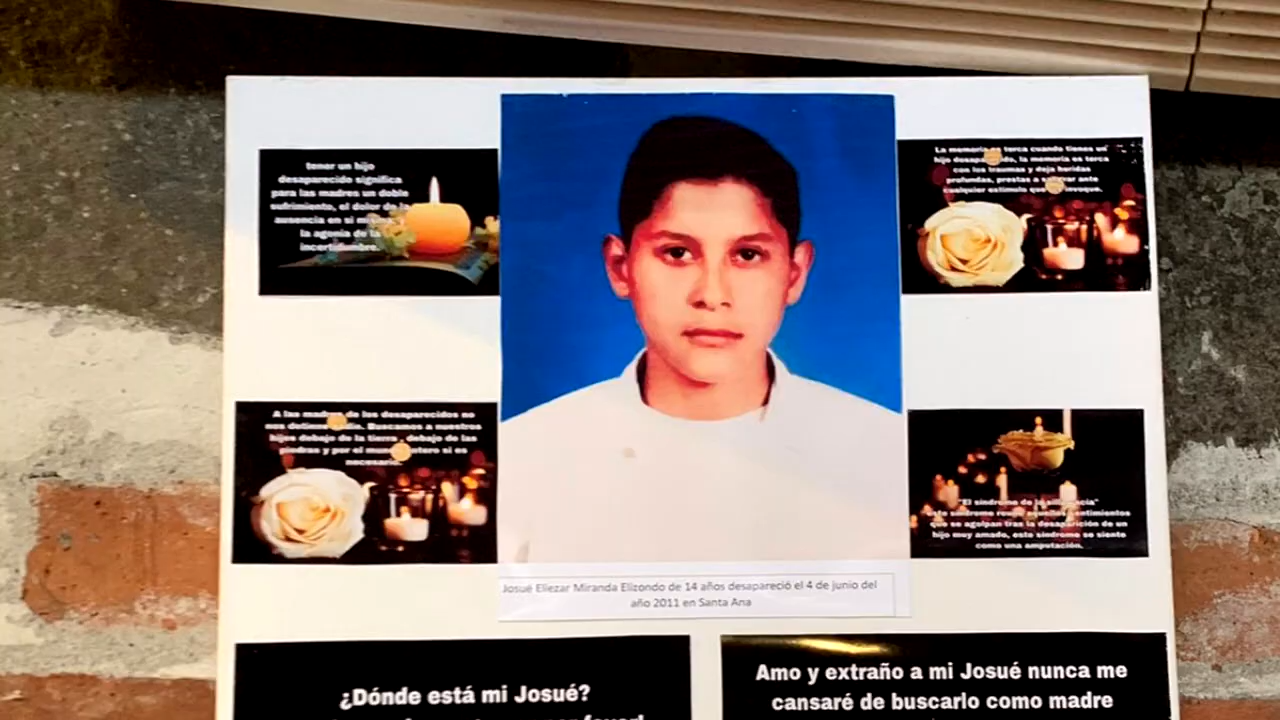 tener un hijo
desaparecido significa
para las madres un doble
sufrimiento, el dolor de la
ausencia en si misma, y
la agonía de la
incertidumbre.
La memoria es terca cuando tienes un
hijo desaparecido, la memoria es terca
con los traumas y deja heridas
profundas, prestas a sangrar ante
cualquier estímulo que las invoque.
A las madres de los desaparecidos no
nos detiene nadie. Buscamos a nuestros
hijos debajo de la tierra , debajo de las
piedras y por el mundo entero si es
necesario.
"El síndrome de la silla vacía"
este síndrome reúne aquellos sentimientos
que se agolpan tras la desaparición de un
hijo muy amado, este síndrome se siente
como una amputación.
Josué Eliezar Miranda Elizondo de 14 años desapareció el 4 de junio del
año 2011 en Santa Ana
¿Dónde está mi Josué?
favor!
Amo y extraño a mi Josué nunca me
cansaré de buscarlo como madre